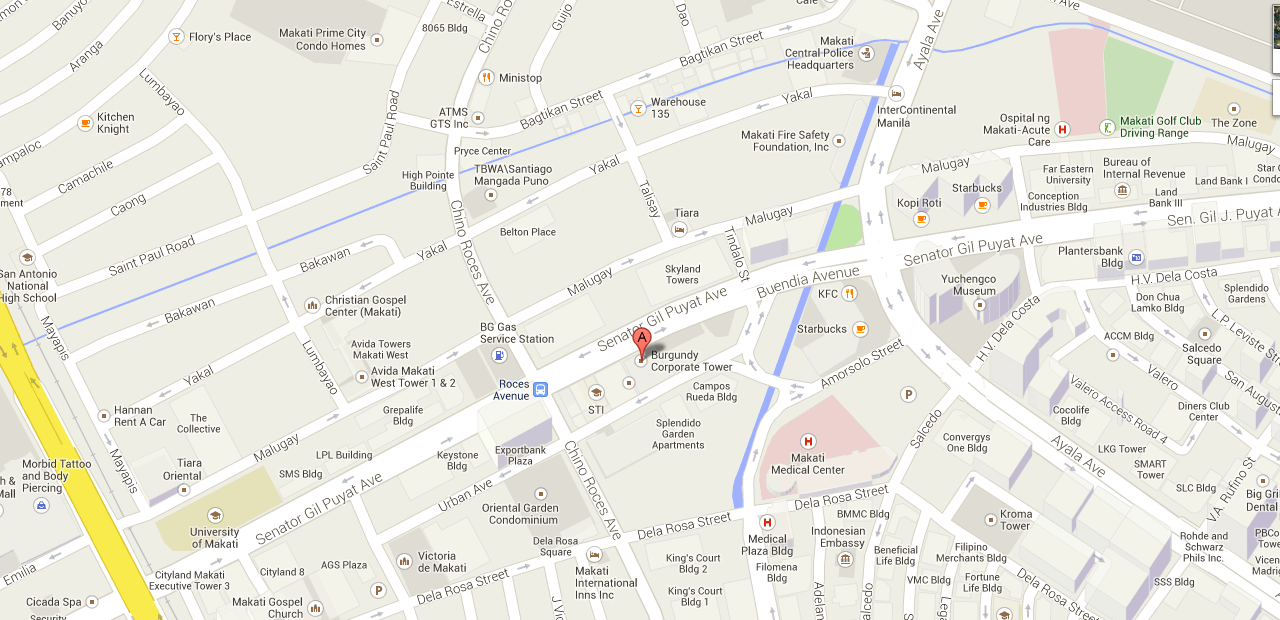 Banuyo
Estrella
8065 Bldg
Chino Ro
Guijo
Dao
Cafe
Ayala Ave
Ave
Flory's Place
Makati Prime City
Condo Homes
Aranga
Lumbayao
Ministop
Bagtikan Street
Makati
Central Police
Headquarters
Kitchen
Knight
ATMS
GTS Inc
Bagtikan Street
Warehouse
135
Yakal
InterContinental
Manila
Ospital ng
Makati-Acute
Care
Makati Golf Club
Driving Range
The Zone
Saint Paul Road
Makati Fire Safety
Foundation, Inc
Malugay
Malugay
ampaloc
Camachile
Caong
Pryce Center
High Pointe
Building
TBWA\Santiago
Mangada Puno
Yakal
Talisay
Far Eastern
University
Bureau of
Internal Revenue
Land Bank I
Star C
Condo
78
ment
Starbucks
Kopi Roti
Conception
Industries Bldg
Land
Bank III
Chino Roces Ave
Tiara
Malugay
Tindalo St
Sen. Gil J. Puyat A
Belton Place
Senator Gil Puyat Ave
Saint Paul Road
Bakawan
Yakal
San Antonio
National
High School
Malugay
Skyland
Towers
Buendia Avenue
Plantersbank
Bldg
H.V. Dela Costa
Yuchengco
Museum
Bakawan
Christian Gospel
Center (Makati)
KFC
Starbucks
H.V. Dela Costa
Don Chua
Lamko Bldg
Splendido
Gardens
L.P. Leviste St
Mayapis
BG Gas
Service Station
Senator Gil Puyat Ave
A
ACCM Bldg
Salcedo
Square
Lumbayao
Avida Towers
Makati West
Avida Makati
West Tower 1 & 2
Burgundy
Corporate Tower
Amorsolo Street
Valero
San Augus
Yakal
Roces
Avenue
Campos
Rueda Bldg
P
Valero Access Road 4
Hannan
Rent A Car
The
Collective
Grepalife
Bldg
STI
Cocolife
Bldg
Diners Club
Center
Splendido
Garden
Apartments
Salcedo
Convergys
One Bldg
Ayala Ave
LKG Tower
SMART
Tower
Malugay
LPL Building
Keystone
Bldg
Exportbank
Plaza
Chino Roces Ave
Makati
Medical Center
Morbid Tattoo
and Body
Piercing
h &
Mall
Mayapis
Tiara
Oriental
SMS Bldg
Senator Gil Puyat Ave
Urban Ave
SLC Bldg
V.A. Rufino St
Big Gri
Dental
Oriental Garden
Condominium
Dela Rosa Street
Dela Rosa Street
BMMC Bldg
Kroma
Tower
University
of Makati
Dela Rosa
Square
Medical
Plaza Bldg
Indonesian
Embassy
Rohde and
Schwarz
Phils Inc.
PBCo
Towe
Emilia
Cityland Makati
Executive Tower 3
Cityland
AGS Plaza
Victoria
de Makati
King's Court
Bldg 2
Filomena
Bldg
Beneficial
Life Bldg
Filipino
Merchants Bldg
Vicen
Madric
Makati
International
Inns Inc
VMC Bldg
Fortune
Life Bldg
Dela Rosa Street
SSS Bldg
P
Cicada Spa
Security
Makati Gospel
Church
Dela Rosa Street
J Vi
King's Court
Bldg 1
Adelan
Salcedo
Lega